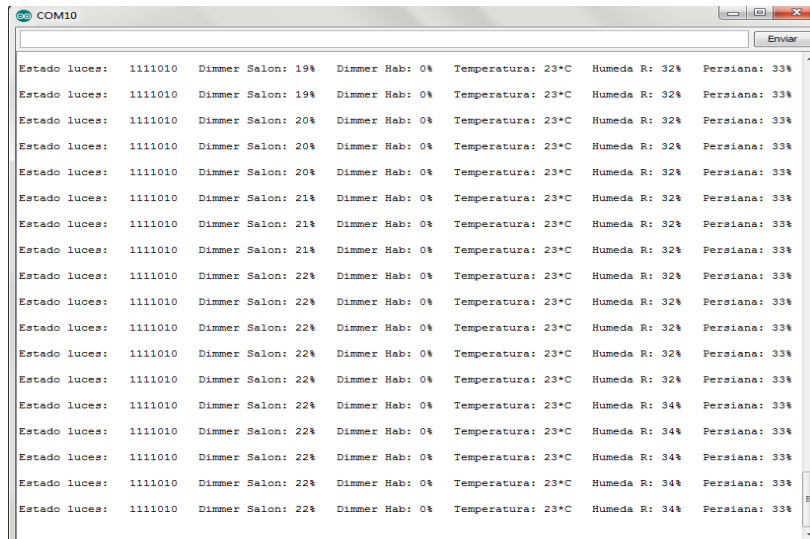 COM10
Enviar
Estado luces: 1111010 Dimmer Salon: 19% Dimmer Hab: 0% Temperatura: 23*C Humeda R: 32% Persiana: 33%
Estado luces: 1111010 Dimmer Salon: 19% Dimmer Hab: 0% Temperatura: 23*C Humeda R: 32% Persiana: 33%
Estado luces: 1111010 Dimmer Salon: 20% Dimmer Hab: 0% Temperatura: 23*C Humeda R: 32% Persiana: 33%
Estado luces: 1111010 Dimmer Salon: 20% Dimmer Hab: 0% Temperatura: 23*C Humeda R: 32% Persiana: 33%
Estado luces: 1111010 Dimmer Salon: 20% Dimmer Hab: 0% Temperatura: 23*C Humeda R: 32% Persiana: 33%
Estado luces: 1111010 Dimmer Salon: 21% Dimmer Hab: 0% Temperatura: 23*C Humeda R: 32% Persiana: 33%
Estado luces: 1111010 Dimmer Salon: 21% Dimmer Hab: 0% Temperatura: 23*C Humeda R: 32% Persiana: 33%
Estado luces: 1111010 Dimmer Salon: 21% Dimmer Hab: 0% Temperatura: 23*C Humeda R: 32% Persiana: 33%
Estado luces: 1111010 Dimmer Salon: 22% Dimmer Hab: 0% Temperatura: 23*C Humeda R: 32% Persiana: 33%
Estado luces: 1111010 Dimmer Salon: 22% Dimmer Hab: 0% Temperatura: 23*C Humeda R: 32% Persiana: 33%
Estado luces: 1111010 Dimmer Salon: 22% Dimmer Hab: 0% Temperatura: 23*C Humeda R: 32% Persiana: 33%
Estado luces: 1111010 Dimmer Salon: 22% Dimmer Hab: 0% Temperatura: 23*C Humeda R: 32% Persiana: 33%
Estado luces: 1111010 Dimmer Salon: 22% Dimmer Hab: 0% Temperatura: 23*C Humeda R: 32% Persiana: 33%
Estado luces: 1111010 Dimmer Salon: 22% Dimmer Hab: 0% Temperatura: 23*C Humeda R: 34% Persiana: 33%
Estado luces: 1111010 Dimmer Salon: 22% Dimmer Hab: 0% Temperatura: 23*C Humeda R: 34% Persiana: 33%
Estado luces: 1111010 Dimmer Salon: 22% Dimmer Hab: 0% Temperatura: 23*C Humeda R: 34% Persiana: 33%
Estado luces: 1111010 Dimmer Salon: 22% Dimmer Hab: 0% Temperatura: 23*C Humeda R: 34% Persiana: 33%
Estado luces: 1111010 Dimmer Salon: 22% Dimmer Hab: 0% Temperatura: 23*C Humeda R: 34% Persiana: 33%